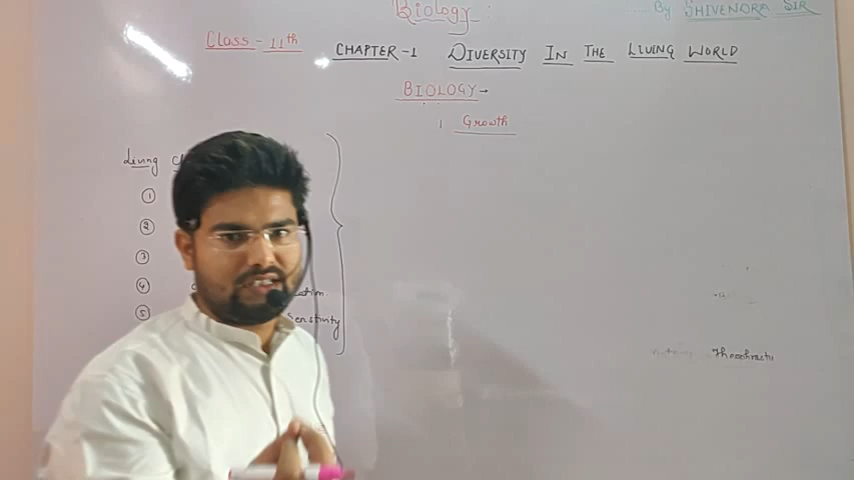 Biology
By SHIVENDRA SIR
Class - 11th CHAPTER -1 DIVERSITY IN THE LIVING WORLD
BIOLOGY
1 Growth
Living
①
②
③
④
⑤ Senstivity